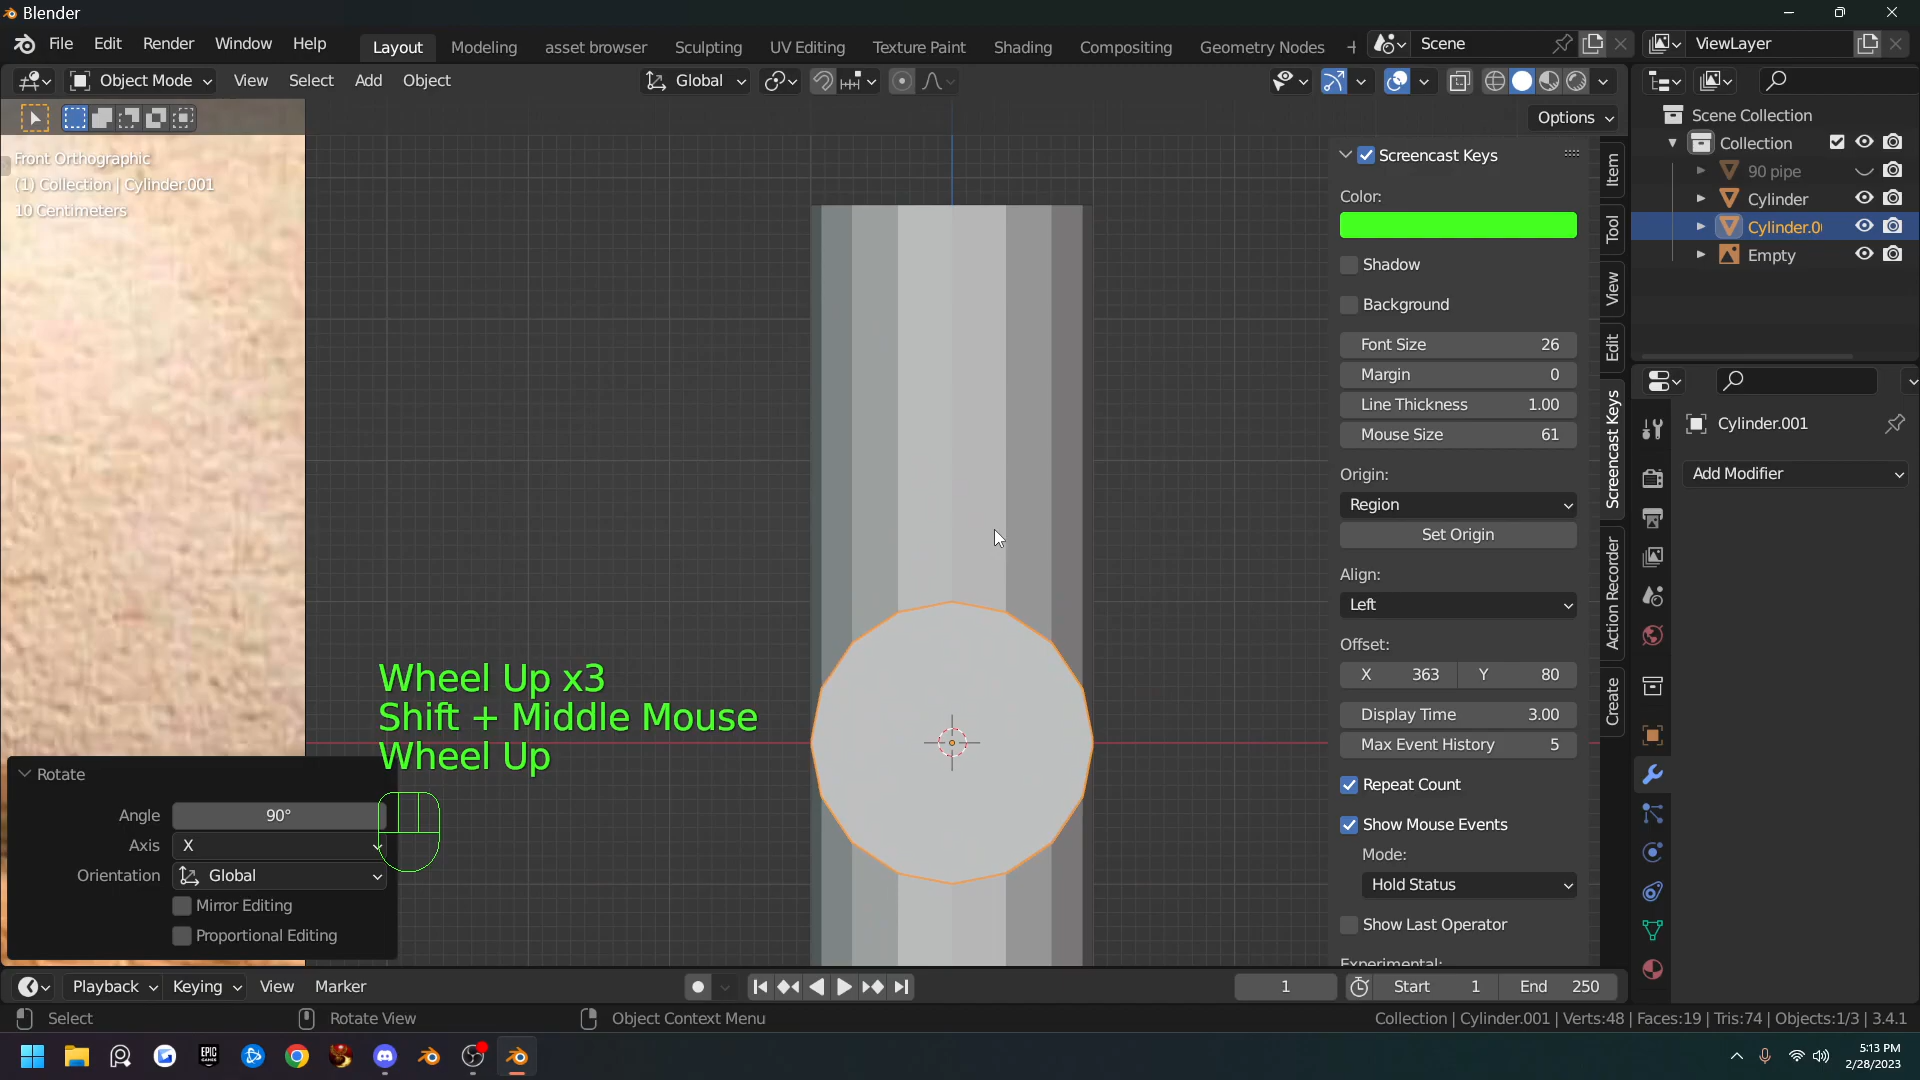 Blender
File Edit Render Window Help
Layout Modeling asset browser Sculpting UV Editing Texture Paint Shading Compositing Geometry Nodes
Scene
ViewLayer
Object Mode View Select Add Object
Global
Options
Front Orthographic
(1) Collection | Cylinder.001
10 Centimeters
Screencast Keys
Color:
Shadow
Background
Font Size 26
Margin 0
Line Thickness 1.00
Mouse Size 61
Origin:
Region
Set Origin
Align:
Left
Offset:
X 363 Y 80
Display Time 3.00
Max Event History 5
Repeat Count
Show Mouse Events
Mode:
Hold Status
Show Last Operator
Experimental:
Item
Tool
View
Edit
Screencast Keys
Action Recorder
Create
Scene Collection
Collection
90 pipe
Cylinder
Cylinder.0
Empty
Cylinder.001
Add Modifier
Wheel Up x3
Shift + Middle Mouse
Wheel Up
Rotate
Angle 90°
Axis X
Orientation Global
Mirror Editing
Proportional Editing
Playback Keying View Marker
1
Start 1
End 250
Select
Rotate View
Object Context Menu
Collection | Cylinder.001 | Verts:48 | Faces:19 | Tris:74 | Objects:1/3 | 3.4.1
EPIC
GAMES
5:13 PM
2/28/2023